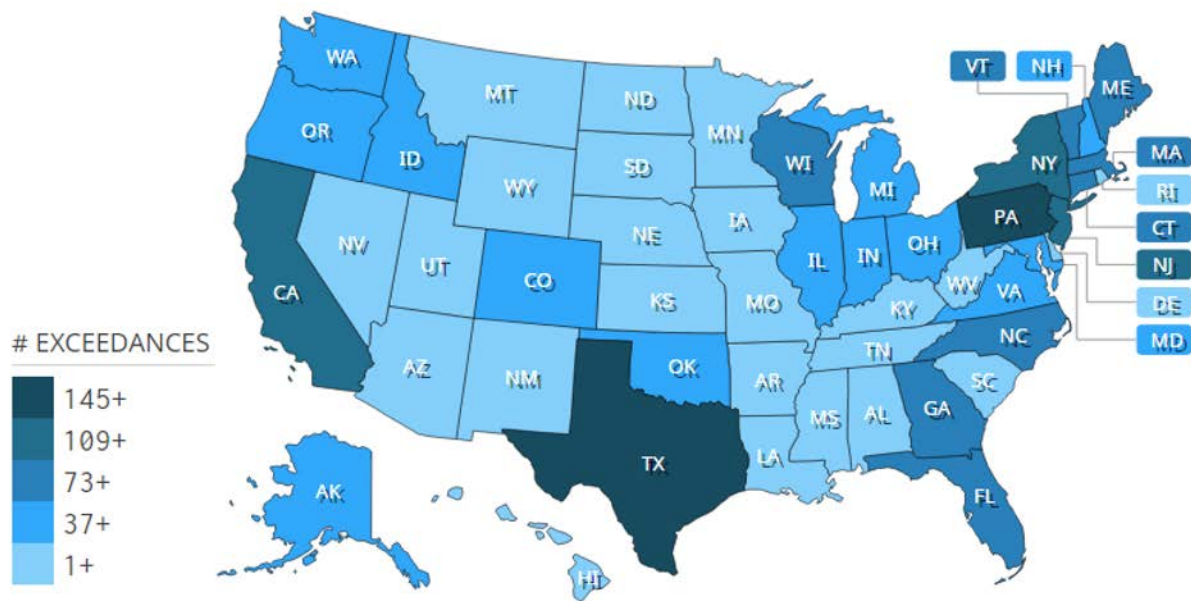 WA
MT
ND
MN
VT
NH
ME
OR
ID
SD
WI
NY
MA
WY
MI
RI
PA
CT
IA
NE
NV
UT
IL
IN
OH
NJ
CA
CO
WV
VA
DE
KS
MO
KY
MD
# EXCEEDANCES
NC
TN
AZ
NM
OK
AR
SC
145+
MS
AL
GA
109+
TX
LA
73+
AK
FL
37+
1+
HI